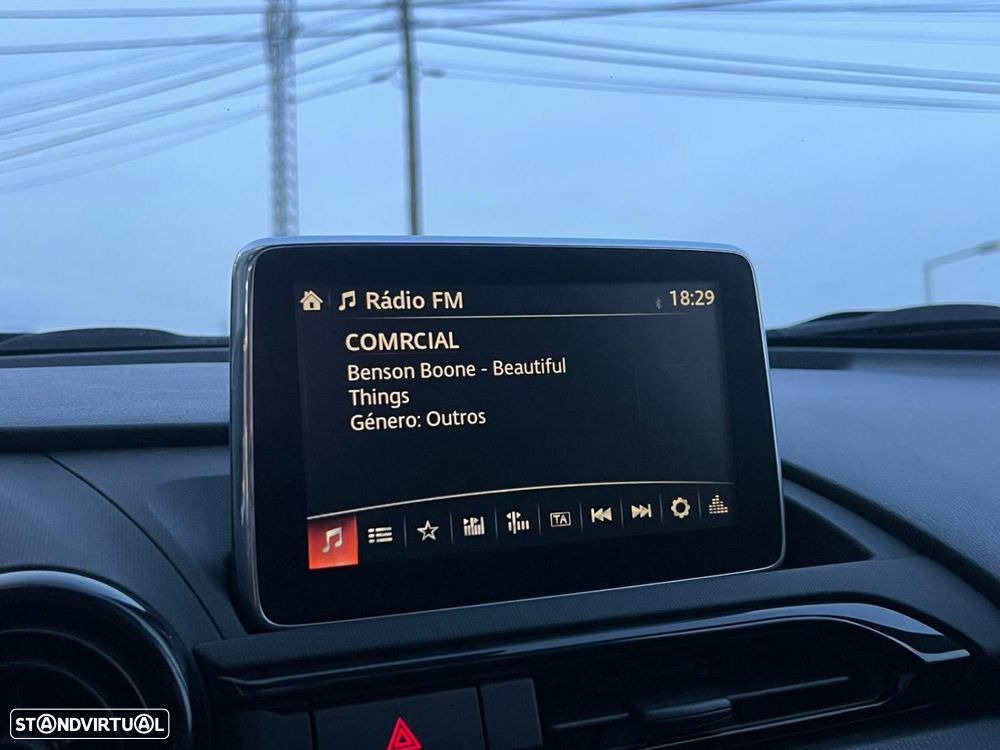 Rádio FM 18:29
COMRCIAL
Benson Boone - Beautiful
Things
Género: Outros
TA
STANDVIRTUAL